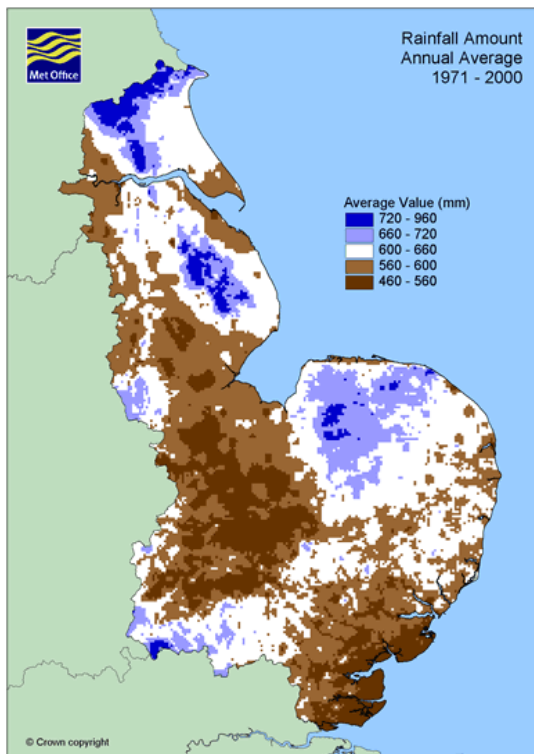 Met Office
Rainfall Amount
Annual Average
1971 - 2000
Average Value (mm)
720 - 960
660 - 720
600 - 660
560 - 600
460 - 560
© Crown copyright